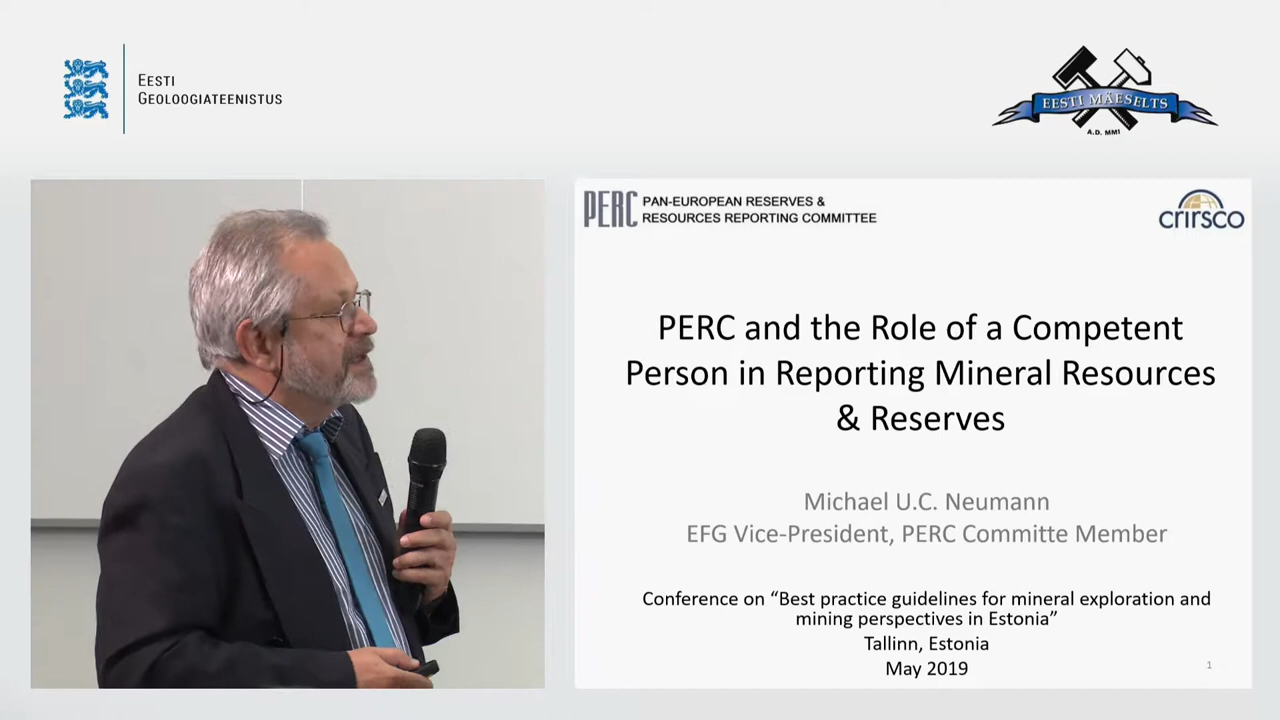 EESTI
GEOLOOGIATEENISTUS
EESTI MÄESELTS
A.D. MMI
PERC PAN-EUROPEAN RESERVES &
RESOURCES REPORTING COMMITTEE
crirsco
PERC and the Role of a Competent
Person in Reporting Mineral Resources
& Reserves
Michael U.C. Neumann
EFG Vice-President, PERC Committe Member
Conference on “Best practice guidelines for mineral exploration and
mining perspectives in Estonia”
Tallinn, Estonia
May 2019
1